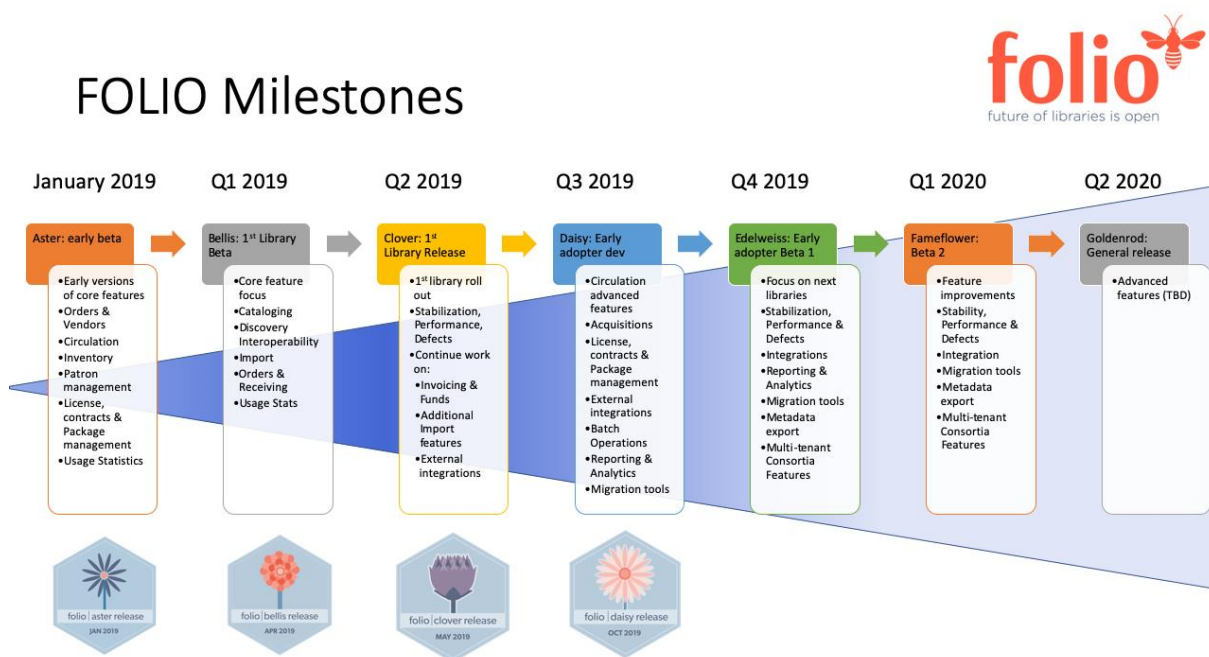 folio
future of libraries is open
FOLIO Milestones
January 2019
Q1 2019
Q2 2019
Q3 2019
Q4 2019
Q1 2020
Q2 2020
Aster: early beta
•Early versions
of core features
•Orders &
Vendors
•Circulation
•Inventory
•Patron
management
•License,
contracts &
Package
management
•Usage Statistics
Bellis: 1st Library
Beta
•Core feature
focus
•Cataloging
•Discovery
Interoperability
•Import
•Orders &
Receiving
•Usage Stats
Clover: 1st
Library Release
•1st library roll
out
•Stabilization,
Performance,
Defects
•Continue work
on:
•Invoicing &
Funds
•Additional
Import
features
•External
integrations
Daisy: Early
adopter dev
•Circulation
advanced
features
•Acquisitions
•License,
contracts &
Package
management
•External
integrations
•Batch
Operations
•Reporting &
Analytics
•Migration tools
Edelweiss: Early
adopter Beta 1
•Focus on next
libraries
•Stabilization,
Performance &
Defects
•Integrations
•Reporting &
Analytics
•Migration tools
•Metadata
export
•Multi-tenant
Consortia
Features
Fameflower:
Beta 2
•Feature
improvements
•Stability,
Performance &
Defects
•Integration
•Migration tools
•Metadata
export
•Multi-tenant
Consortia
Features
Goldenrod:
General release
•Advanced
features (TBD)
folio | aster release
JAN 2019
folio | bellis release
APR 2019
folio | clover release
MAY 2019
folio | daisy release
OCT 2019